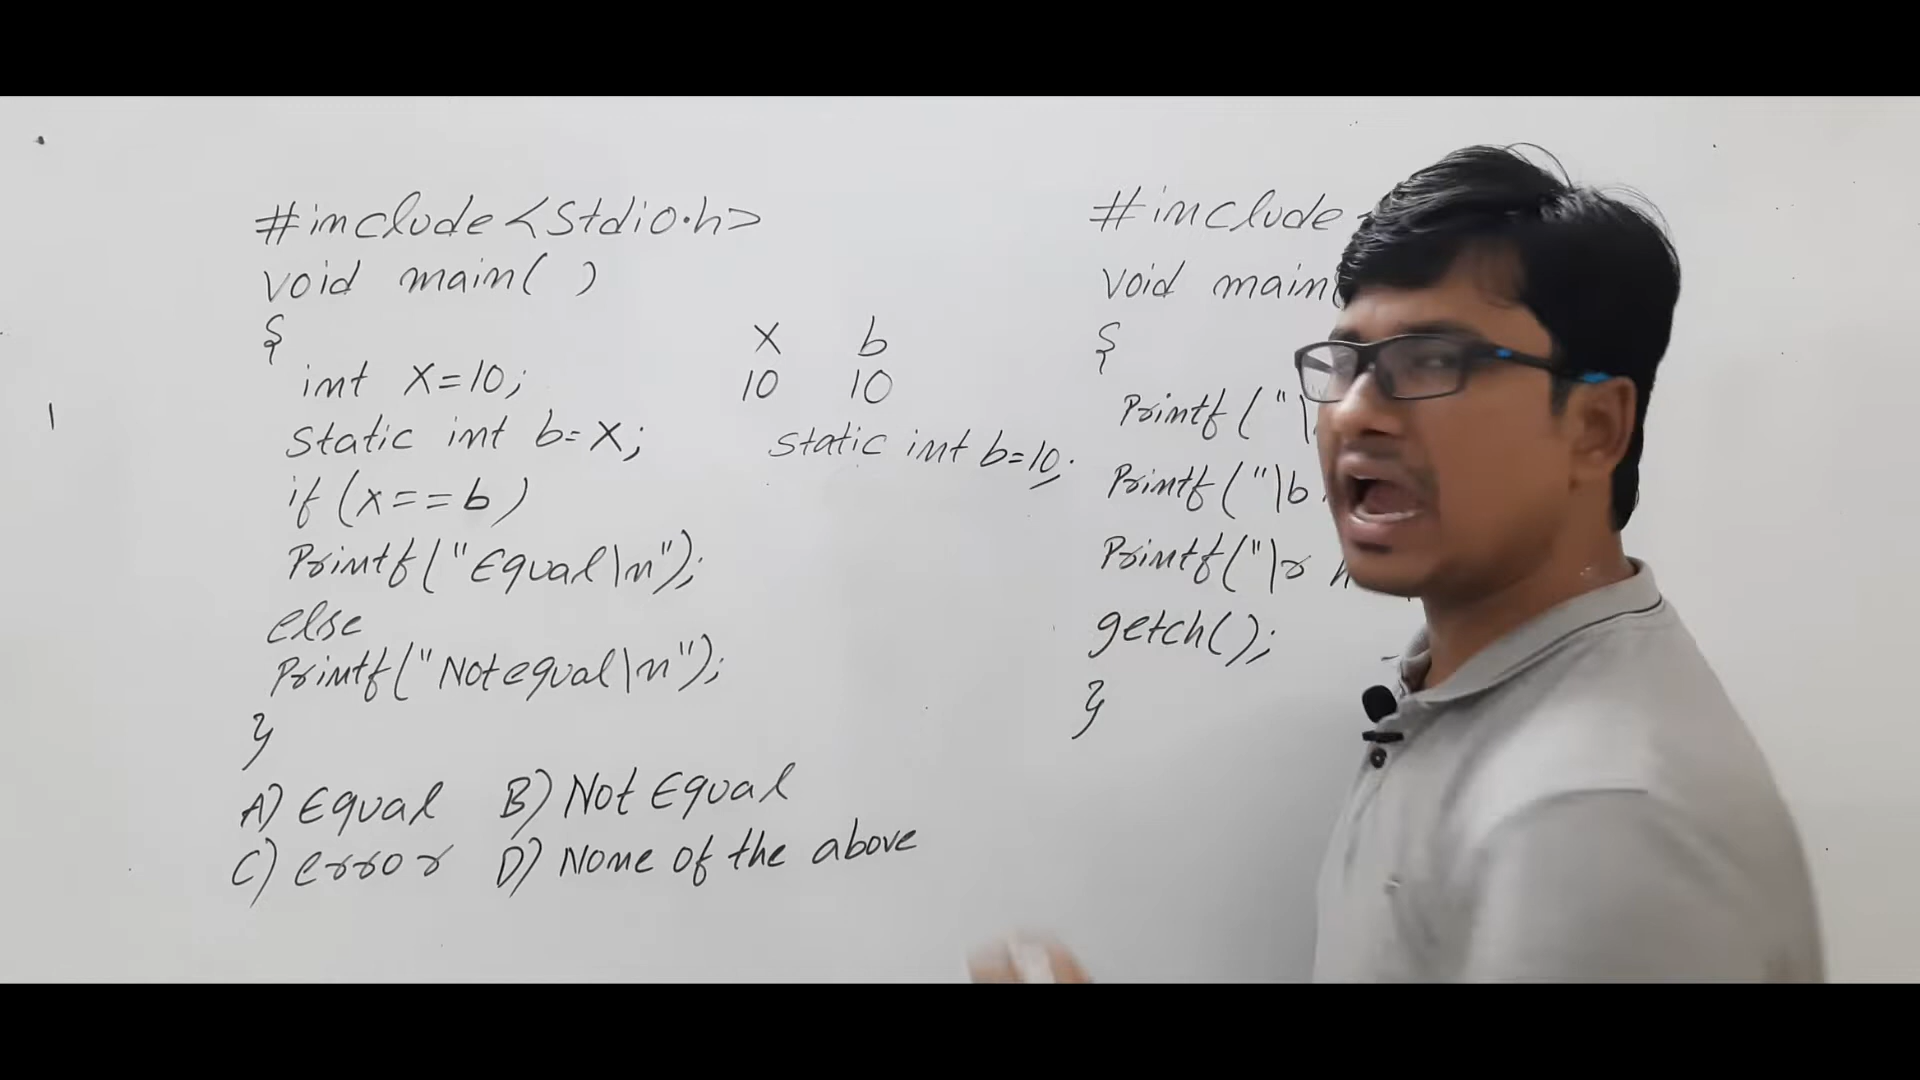 #include<Stdio.h>
void main( )
{
int x=10;
Static int b=x;
if (x==b)
Printf("Equal\n");
else
Printf("Notequal\n");
}
A) Equal B) Not Equal
C) error D) None of the above
x b
10 10
static int b=10;
#include
void main(
{
Printf("\
Printf("\b
Printf("\r
getch();
}